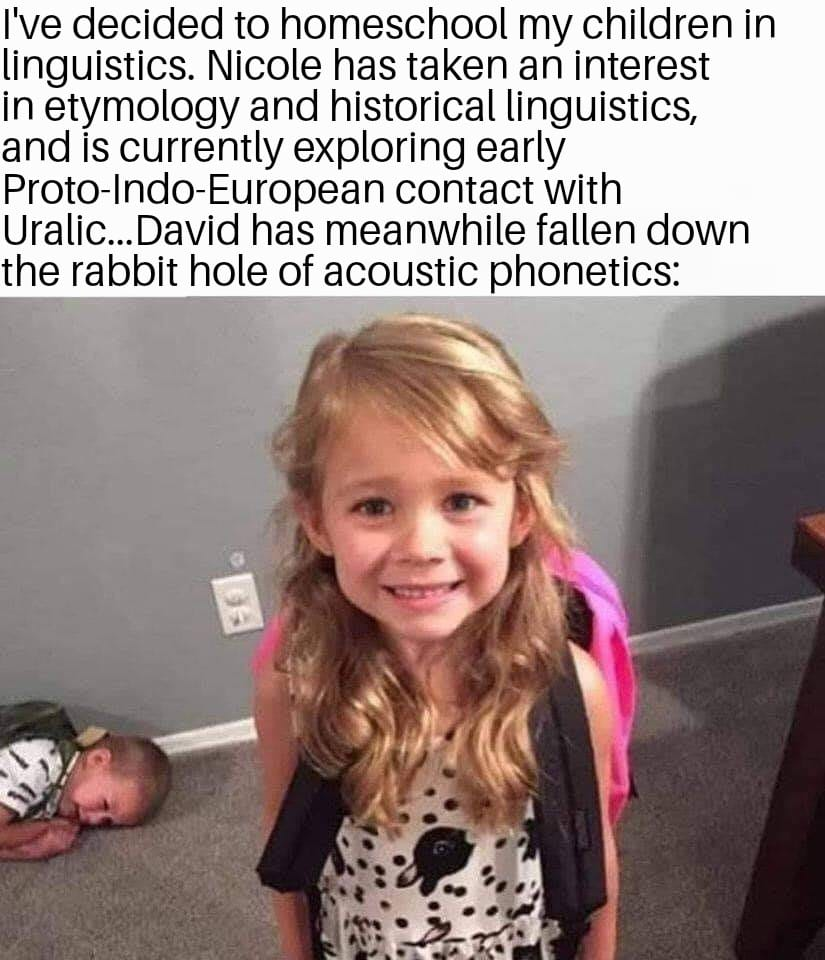 I've decided to homeschool my children in
linguistics. Nicole has taken an interest
in etymology and historical linguistics,
and is currently exploring early
Proto-Indo-European contact with
Uralic...David has meanwhile fallen down
the rabbit hole of acoustic phonetics: